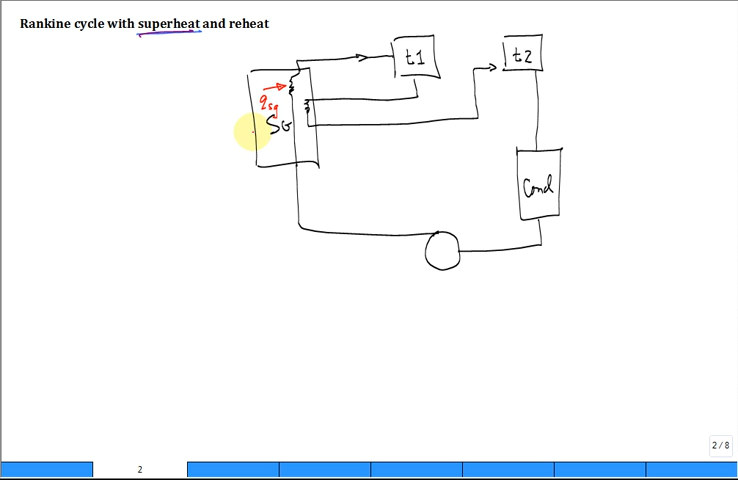 Rankine cycle with superheat and reheat
t1
t2
qsg
SG
Cond
2 / 8
2